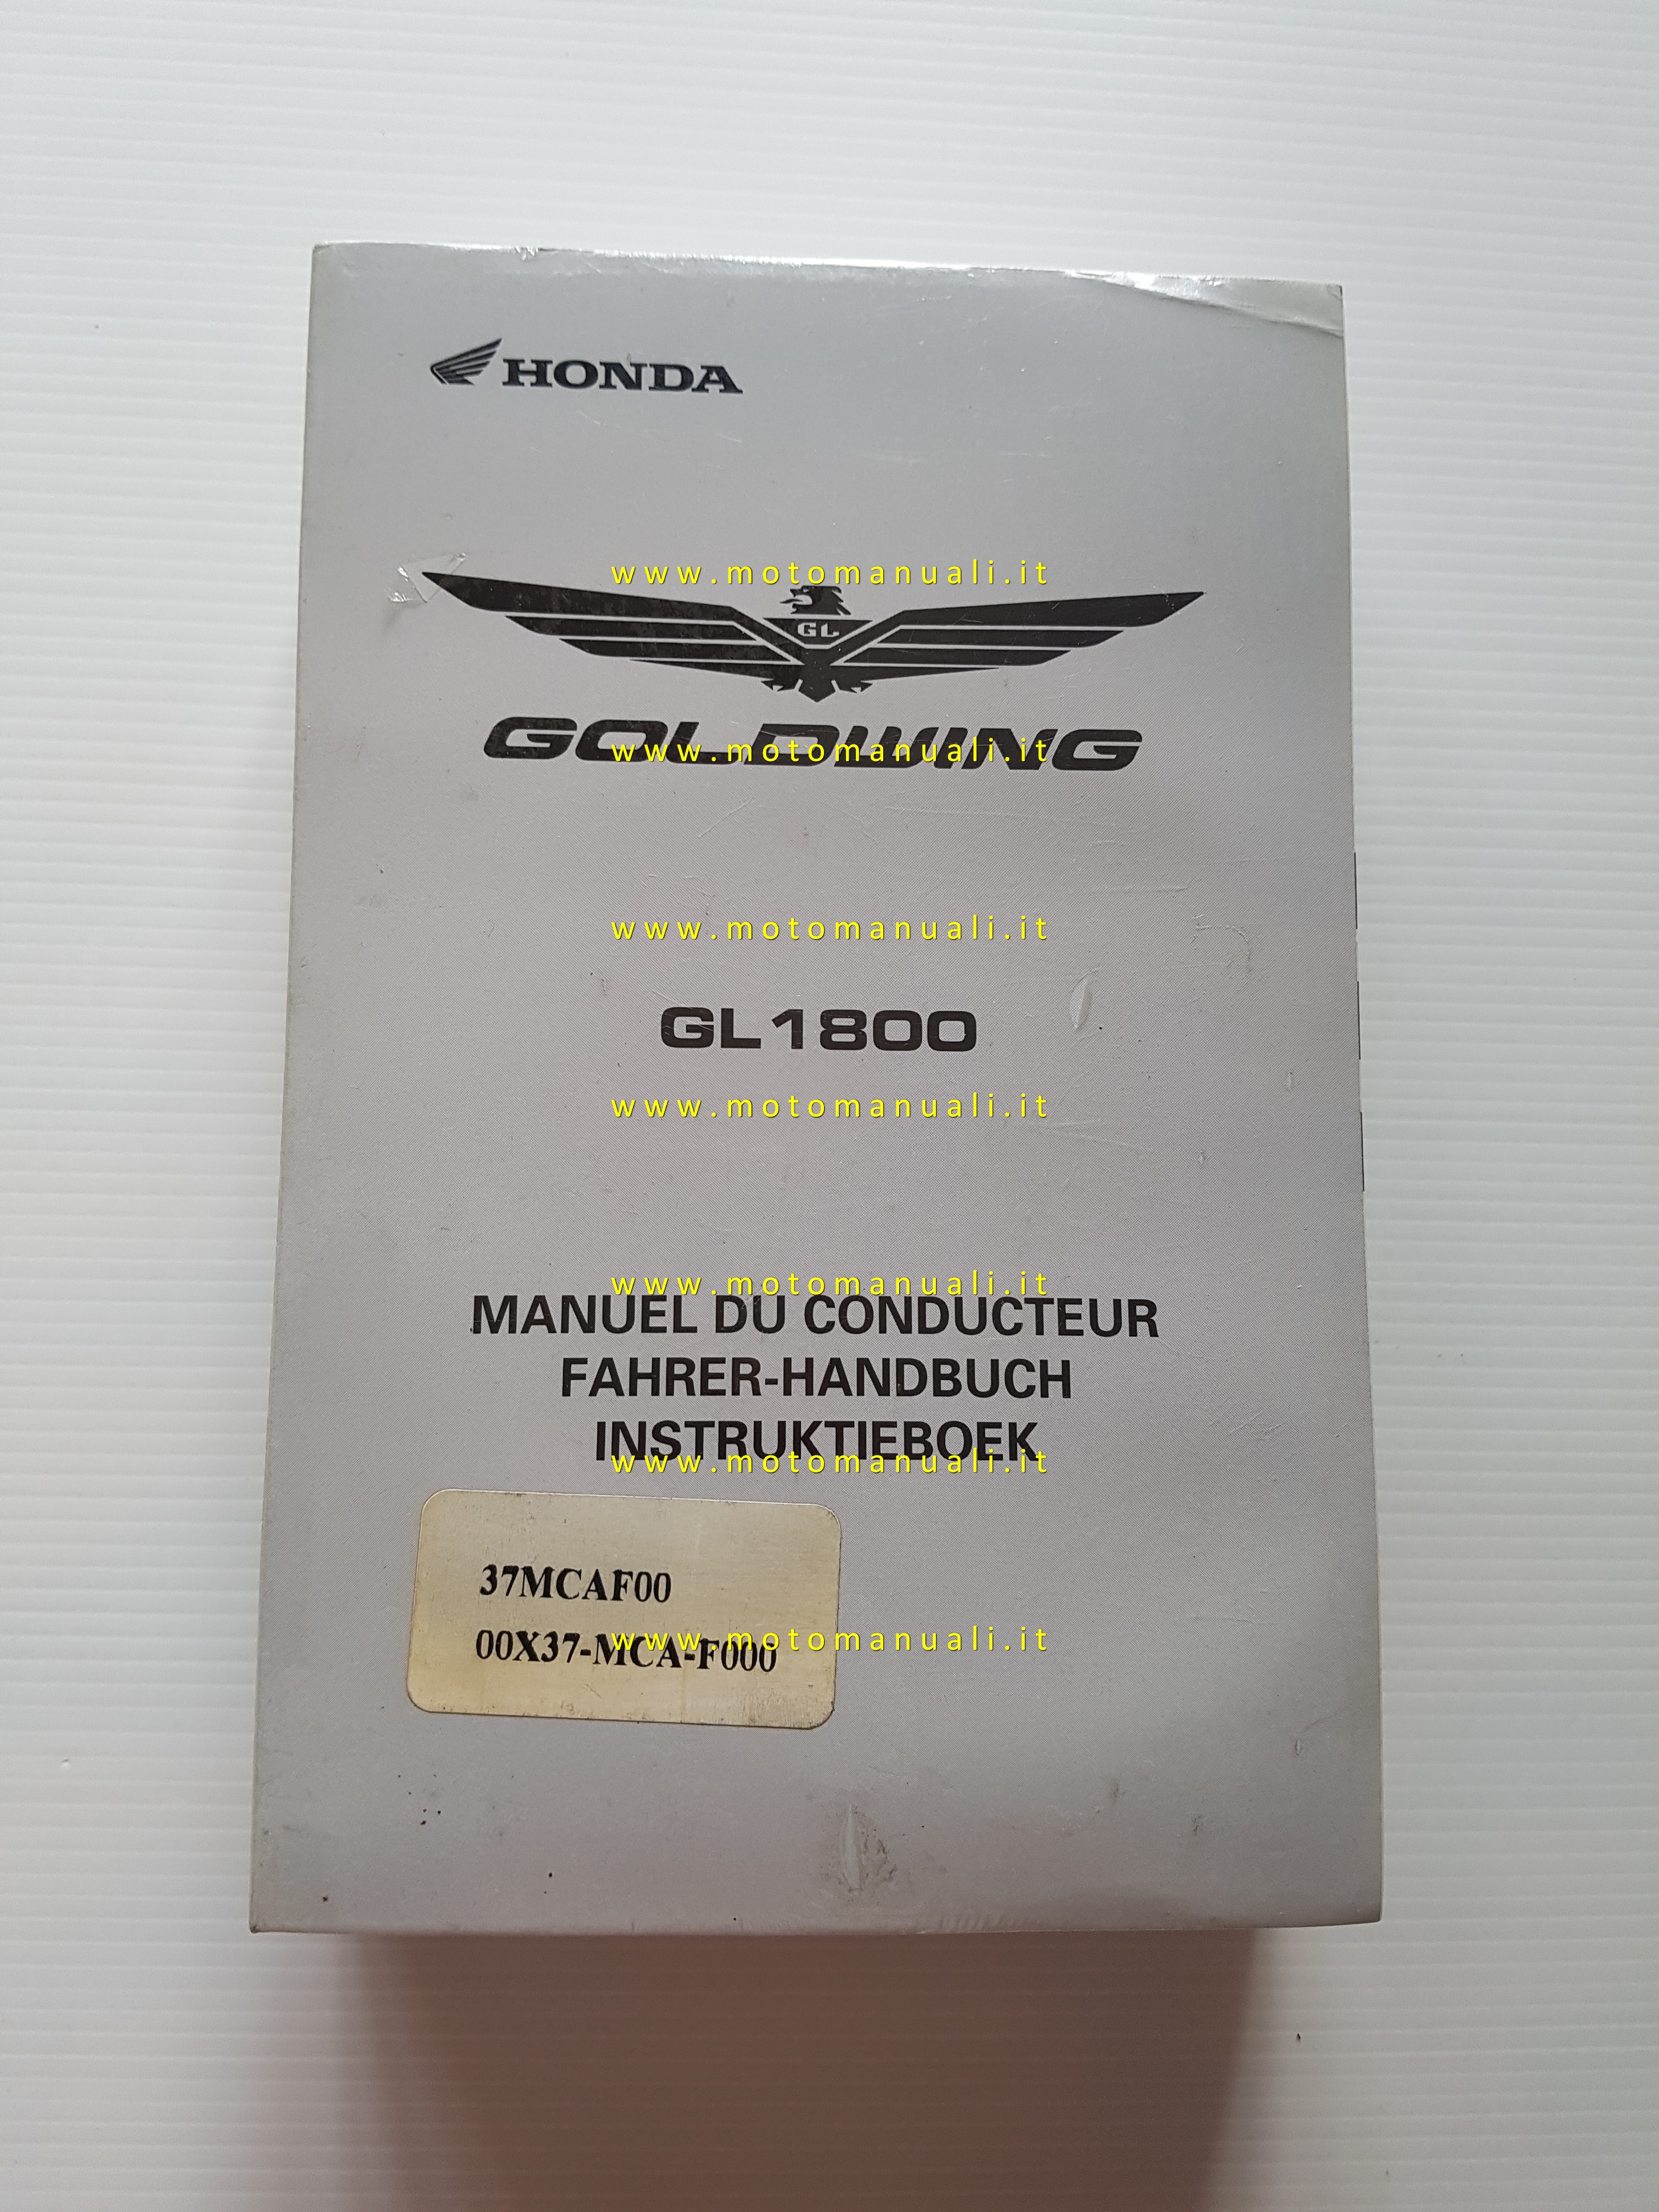 HONDA
www.motomanuali.it
GL
GOLDWING
www.motomanuali.it
www.motomanuali.it
GL1800
www.motomanuali.it
www.motomanuali.it
MANUEL DU CONDUCTEUR
FAHRER-HANDBUCH
INSTRUKTIEBOEK
www.motomanuali.it
37MCAF00
www.motomanuali.it
00X37-MCA-F000